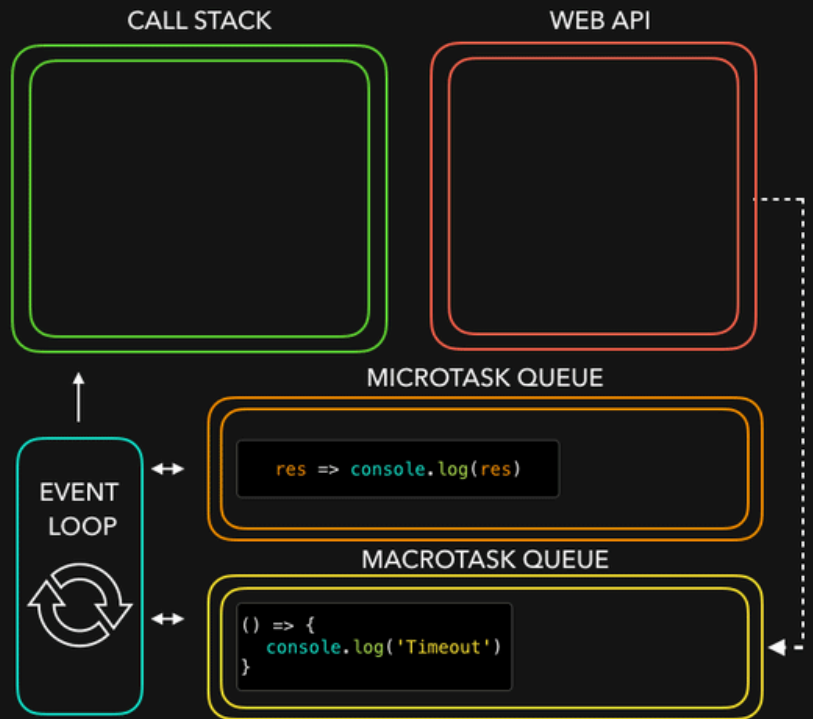 CALL STACK
WEB API
MICROTASK QUEUE
res => console.log(res)
EVENT
LOOP
MACROTASK QUEUE
() => {
console.log('Timeout')
}